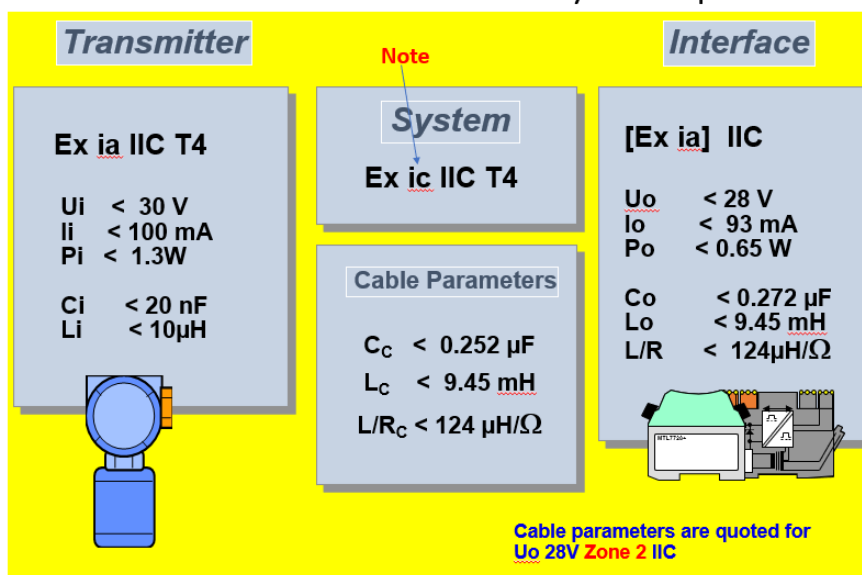 Transmitter
Note
Interface
Ex ia IIC T4
Ui < 30 V
Ii < 100 mA
Pi < 1.3W
Ci < 20 nF
Li < 10µH
System
Ex ic IIC T4
Cable Parameters
CC < 0.252 µF
LC < 9.45 mH
L/RC < 124 µH/Ω
[Ex ia] IIC
Uo < 28 V
Io < 93 mA
Po < 0.65 W
Co < 0.272 µF
Lo < 9.45 mH
L/R < 124µH/Ω
MTL7728+
Cable parameters are quoted for
Uo 28V Zone 2 IIC